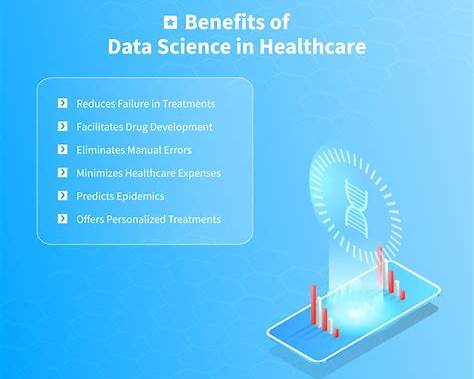 Benefits of
Data Science in Healthcare
Reduces Failure in Treatments
Facilitates Drug Development
Eliminates Manual Errors
Minimizes Healthcare Expenses
Predicts Epidemics
Offers Personalized Treatments